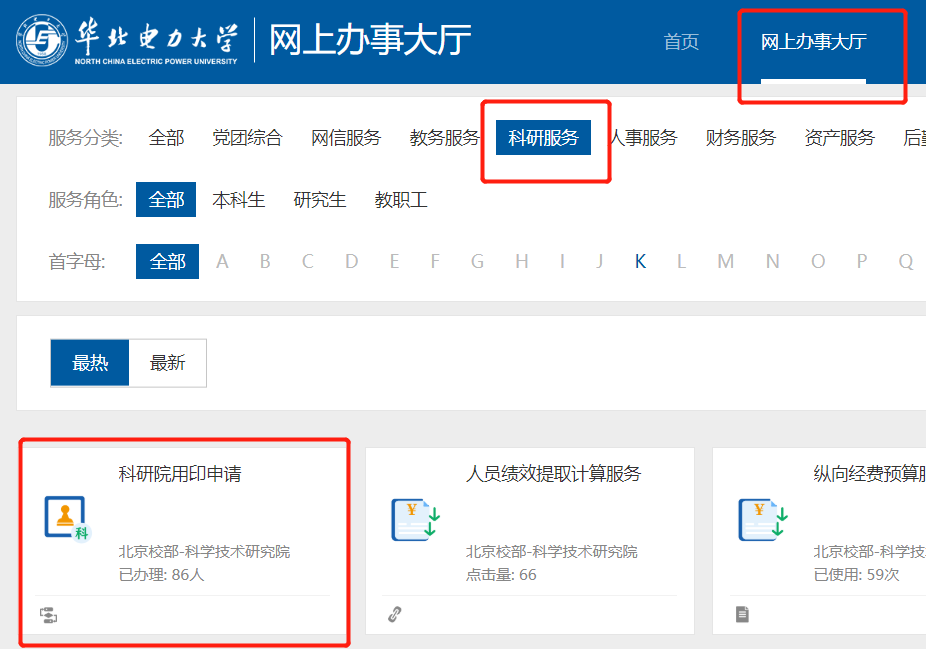 华北电力大学 网上办事大厅 首页 网上办事大厅
NORTH CHINA ELECTRIC POWER UNIVERSITY
服务分类: 全部 党团综合 网信服务 教务服务 科研服务 人事服务 财务服务 资产服务 后
服务角色: 全部 本科生 研究生 教职工
首字母: 全部 A B C D E F G H I J K L M N O P Q
最热 最新
科研院用印申请 人员绩效提取计算服务 纵向经费预算
¥ ¥
科
北京校部-科学技术研究院 北京校部-科学技术研究院 北京校部-科学技
已办理: 86人 点击量: 66 已使用: 59次